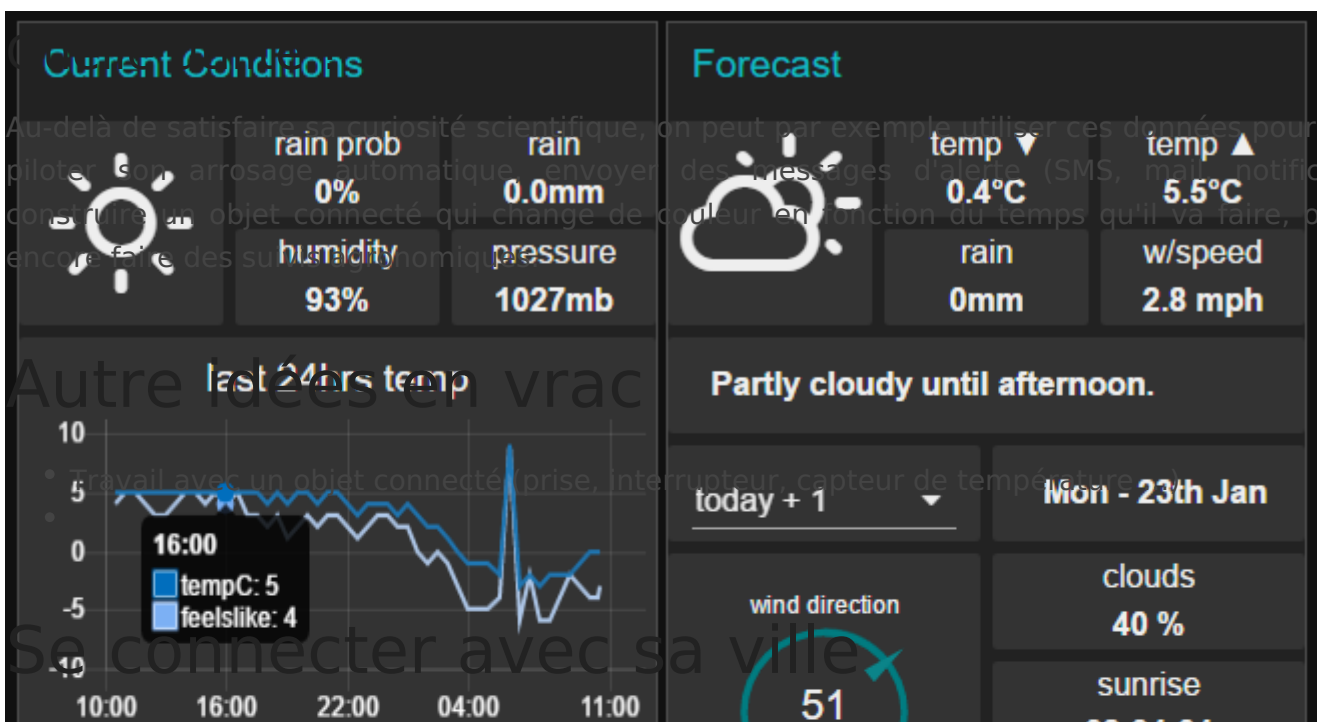 Current Conditions
Forecast
Au-delà de satisfaire sa curiosité scientifique, on peut par exemple utiliser ces données pour
piloter son arrosage automatique, envoyer des messages d'alerte (SMS, mail, notific
construire un objet connecté qui change de couleur en fonction du temps qu'il va faire, o
encore faire des suivis agronomiques.
rain prob
0%
rain
0.0mm
humidity
93%
pressure
1027mb
temp ▼
0.4°C
temp ▲
5.5°C
rain
0mm
w/speed
2.8 mph
Autre idées en vrac
last 24hrs temp
Partly cloudy until afternoon.
• Travail avec un objet connecté (prise, interrupteur, capteur de température
•
today + 1
Mon - 23th Jan
10
5
0
-5
-10
16:00
tempC: 5
feelslike: 4
10:00 16:00 22:00 04:00 11:00
wind direction
51
clouds
40 %
sunrise
Se connecter avec sa ville